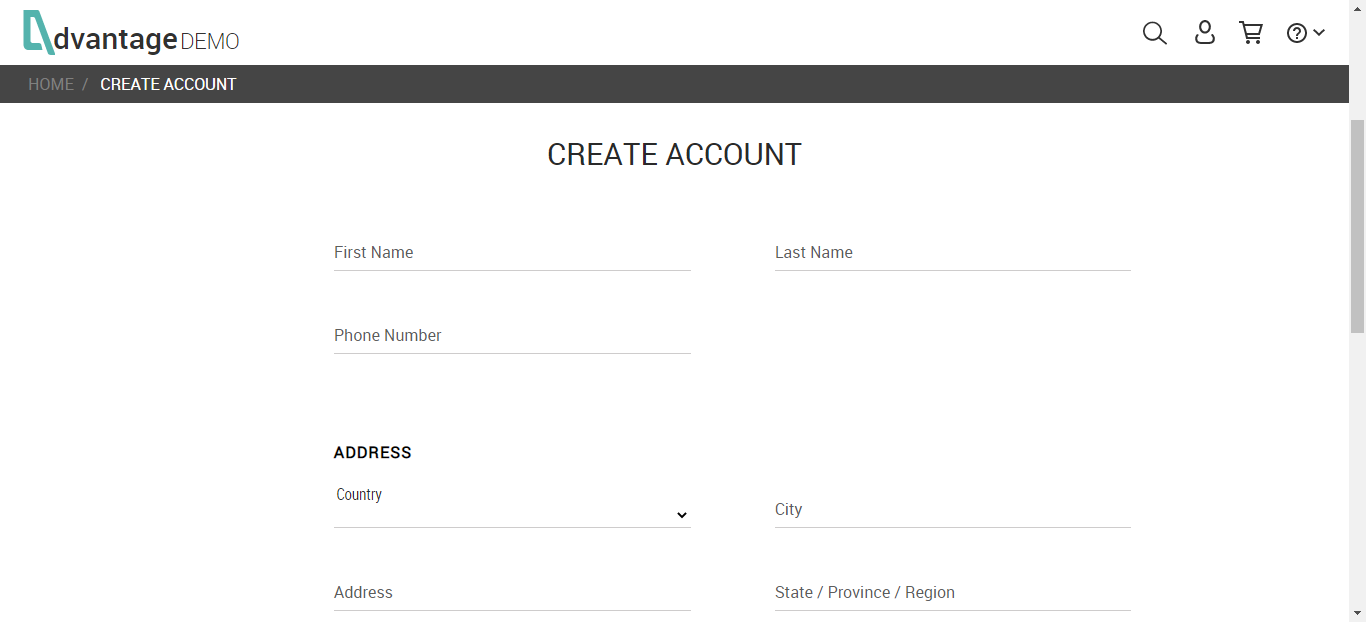 dvantage DEMO
HOME / CREATE ACCOUNT
CREATE ACCOUNT
First Name
Last Name
Phone Number
ADDRESS
Country
City
Address
State / Province / Region